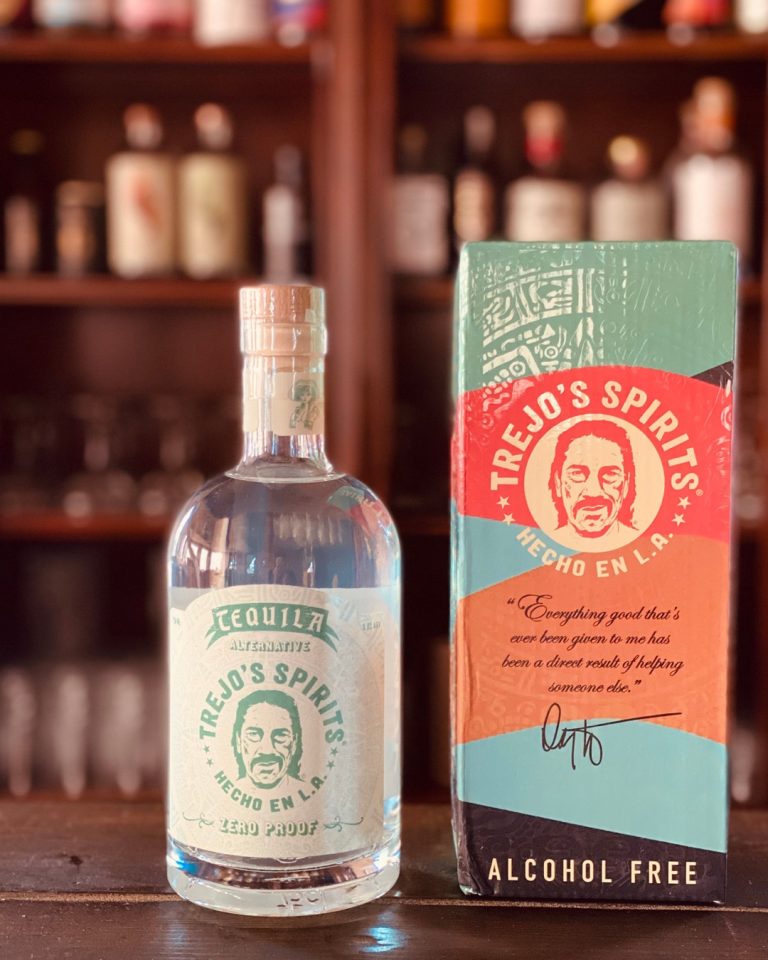 TEQUILA
ALTERNATIVE
TREJO'S SPIRITS®
HECHO EN L.A.
ZERO PROOF
TREJO'S SPIRITS®
HECHO EN L.A.
"Everything good that's
ever been given to me has
been a direct result of helping
someone else."
ALCOHOL FREE